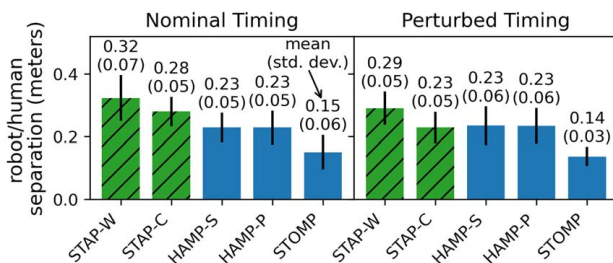 Nominal Timing
Perturbed Timing
robot/human
separation (meters)
0.4
0.2
0.0
0.32
(0.07)
0.28
(0.05)
0.23
(0.05)
0.23
(0.06)
mean
(std. dev.)
0.15
(0.06)
0.29
(0.05)
0.23
(0.05)
0.23
(0.06)
0.23
(0.06)
0.14
(0.03)
STAP-W
STAP-C
HAMP-S
HAMP-P
STOMP
STAP-W
STAP-C
HAMP-S
HAMP-P
STOMP